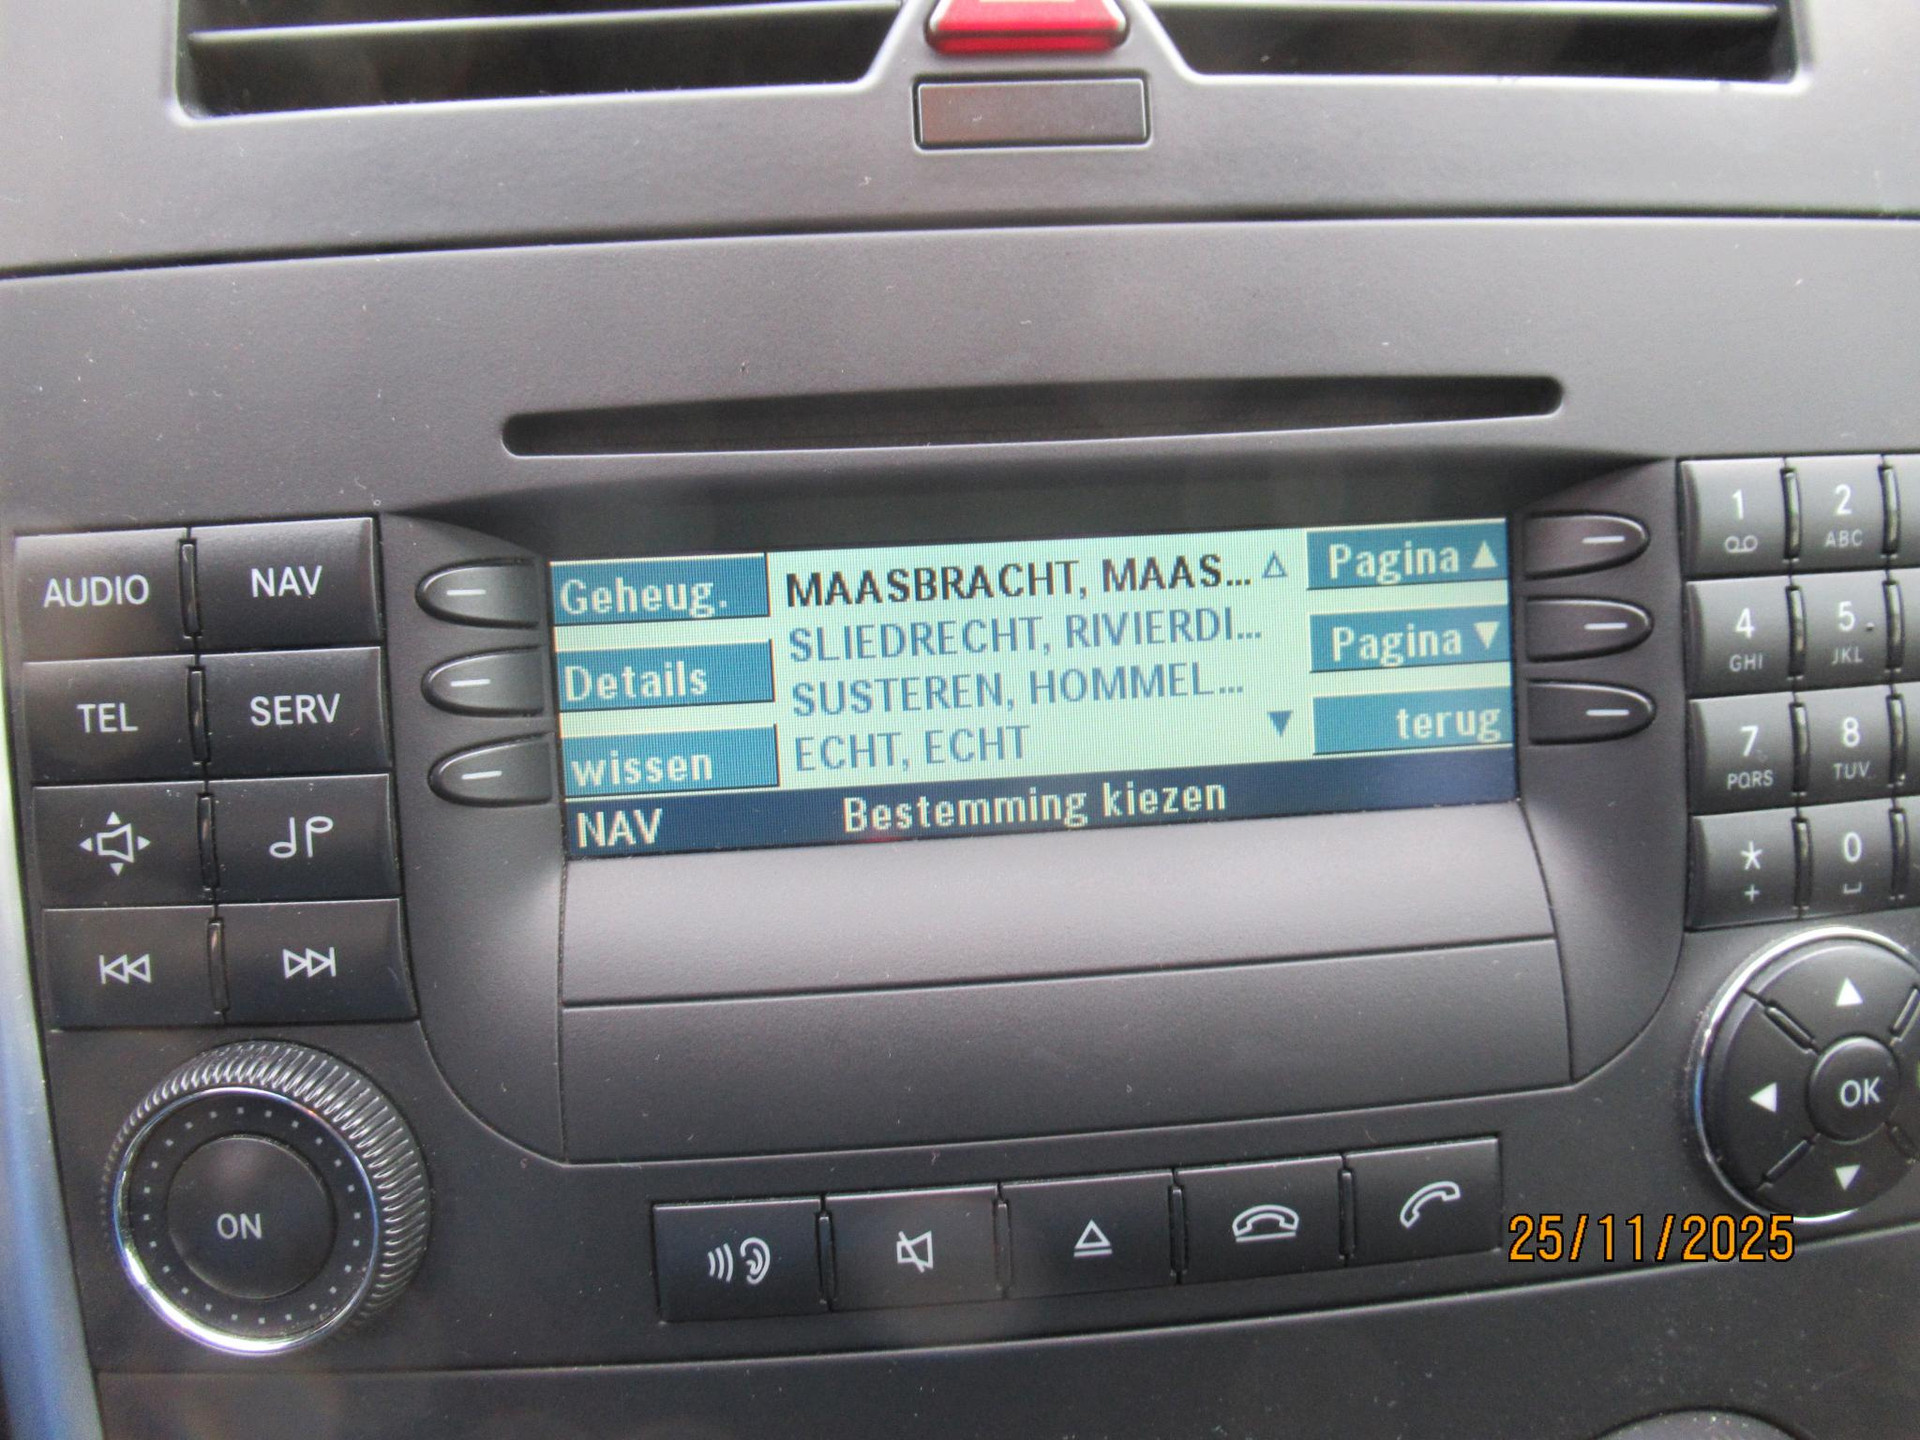 AUDIO NAV
TEL SERV
ON
Geheug.
Details
wissen
MAASBRACHT, MAAS...
SLIEDRECHT, RIVIERDI...
SUSTEREN, HOMMEL...
ECHT, ECHT
Pagina ▲
Pagina ▼
terug
NAV Bestemming kiezen
1 2
ABC
4 5
GHI JKL
7 8
PQRS TUV
* 0
+
OK
25/11/2025